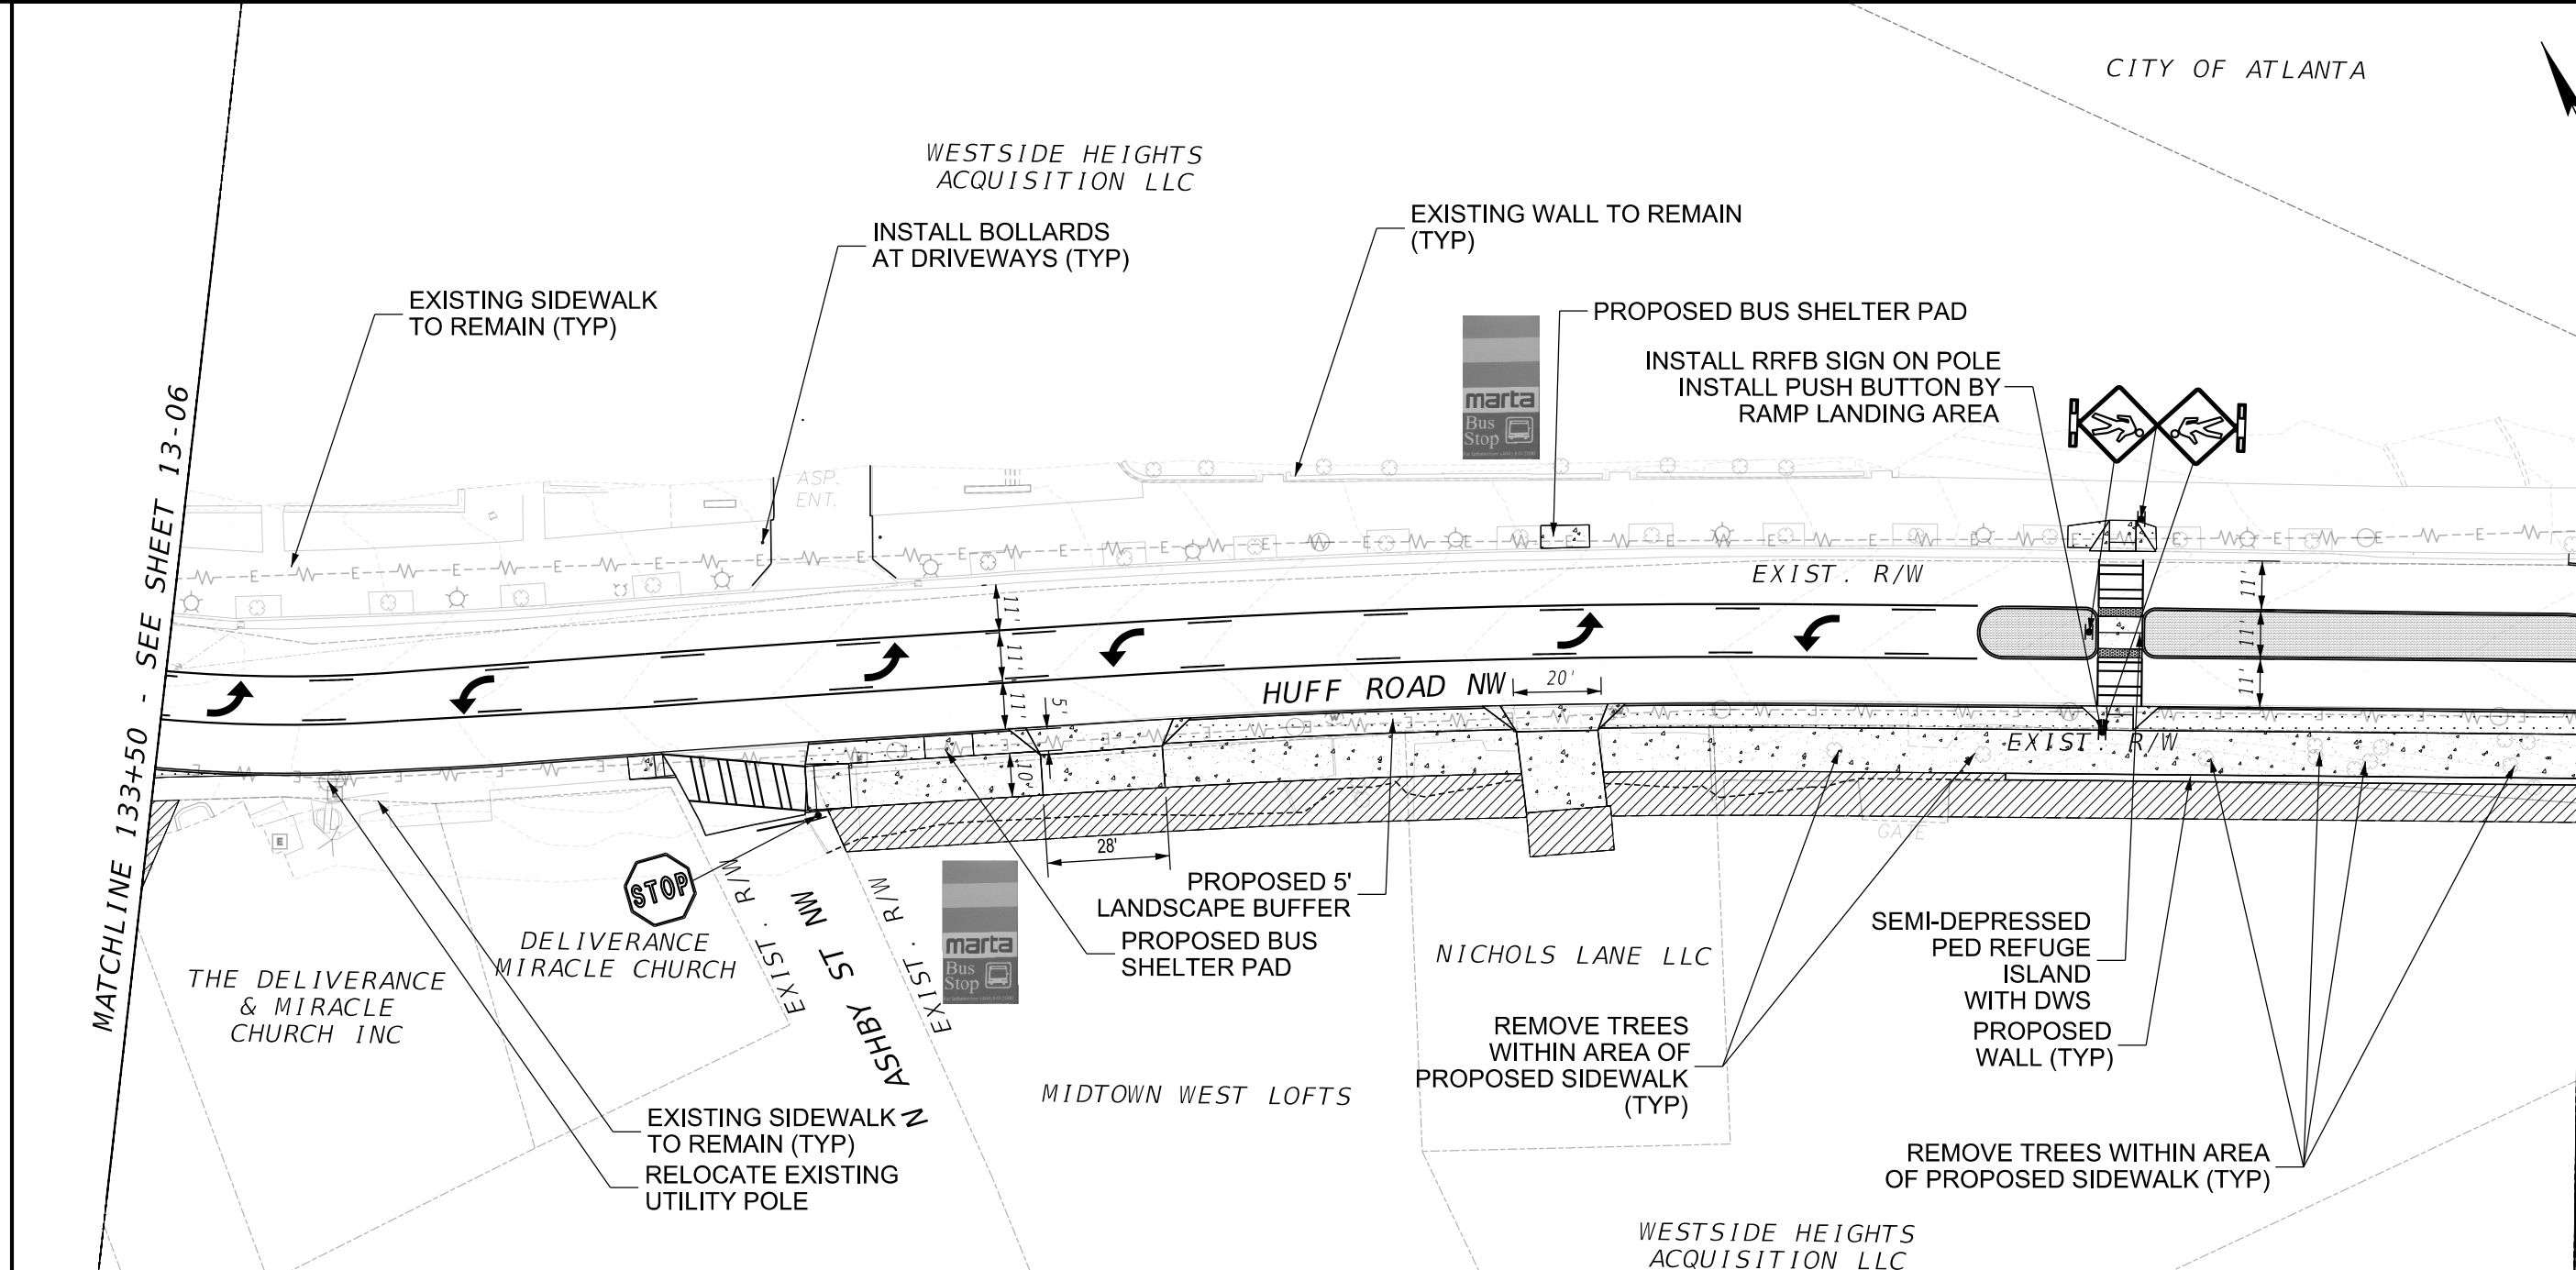 CITY OF ATLANTA
WESTSIDE HEIGHTS
ACQUISITION LLC
EXISTING WALL TO REMAIN
(TYP)
INSTALL BOLLARDS
AT DRIVEWAYS (TYP)
EXISTING SIDEWALK
TO REMAIN (TYP)
PROPOSED BUS SHELTER PAD
marta
Bus
Stop
INSTALL RRFB SIGN ON POLE
INSTALL PUSH BUTTON BY
RAMP LANDING AREA
MATCHLINE 133+50 - SEE SHEET 13-06
ASP.
ENT.
EXIST. R/W
11'
11'
11'
11'
11'
11'
HUFF ROAD NW
20'
5'
10'
28'
EXIST. R/W
GATE
STOP
EXIST. R/W
N ASHBY ST NW
EXIST. R/W
marta
Bus
Stop
PROPOSED 5'
LANDSCAPE BUFFER
PROPOSED BUS
SHELTER PAD
DELIVERANCE
MIRACLE CHURCH
THE DELIVERANCE
& MIRACLE
CHURCH INC
NICHOLS LANE LLC
SEMI-DEPRESSED
PED REFUGE
ISLAND
WITH DWS
PROPOSED
WALL (TYP)
REMOVE TREES
WITHIN AREA OF
PROPOSED SIDEWALK
(TYP)
MIDTOWN WEST LOFTS
EXISTING SIDEWALK
TO REMAIN (TYP)
RELOCATE EXISTING
UTILITY POLE
REMOVE TREES WITHIN AREA
OF PROPOSED SIDEWALK (TYP)
WESTSIDE HEIGHTS
ACQUISITION LLC